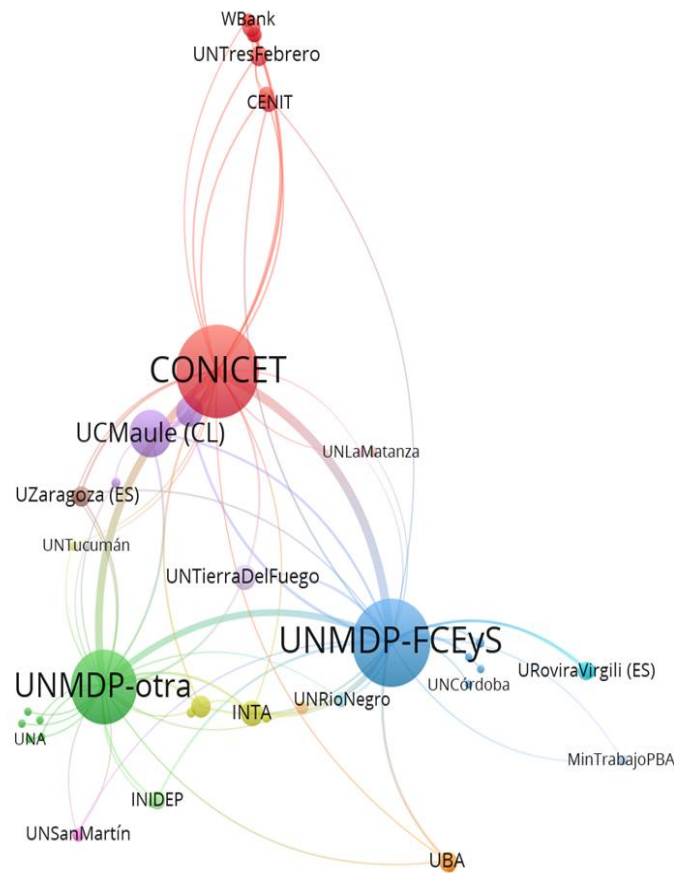 WBank
UNTresFebrero
CENIT
CONICET
UCMaule (CL)
UNLaMatanza
UZaragoza (ES)
UNTucumán
UNTierraDelFuego
UNMDP-FCEyS
URoviraVirgili (ES)
UNMDP-otra
UNCórdoba
UNRioNegro
INTA
UNA
MinTrabajoPBA
INIDEP
UNSanMartín
UBA